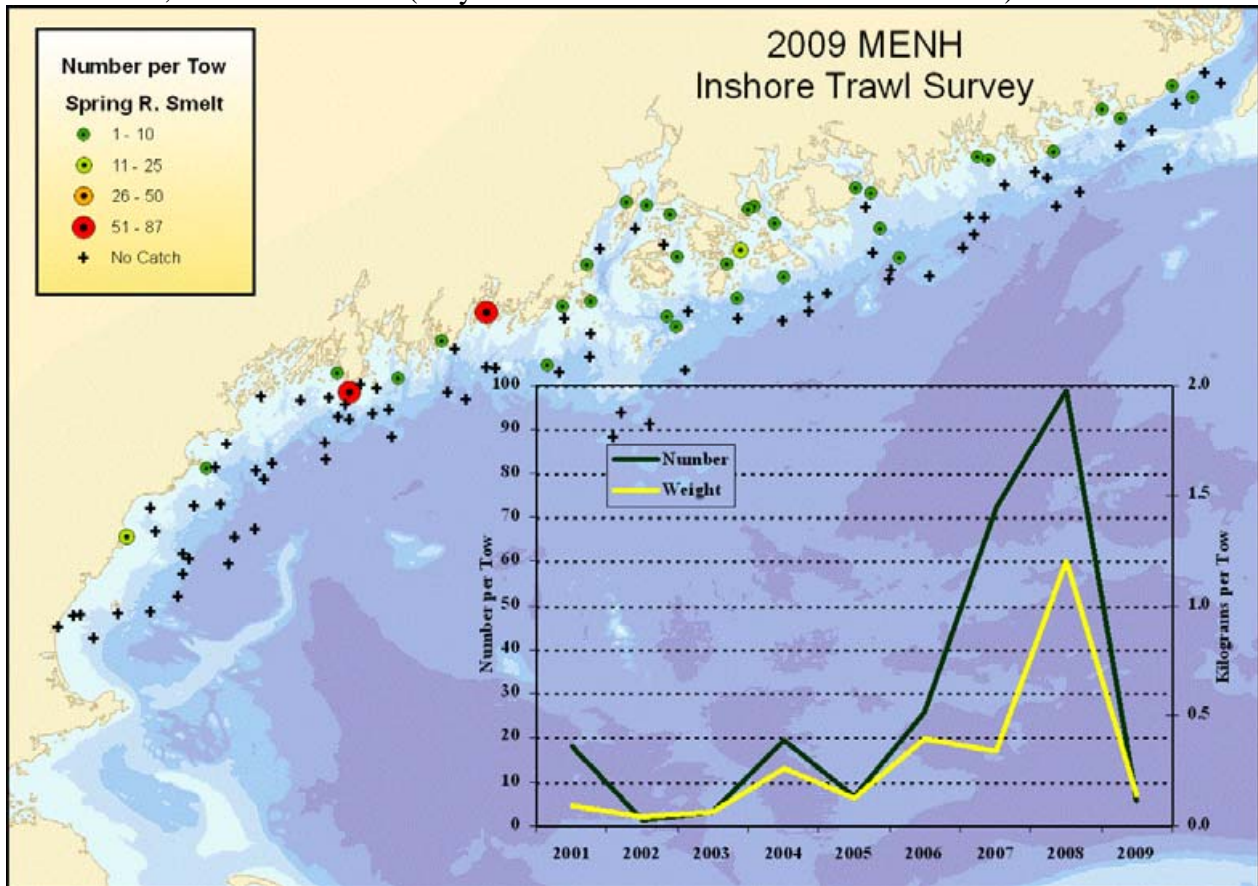 2009 MENH
Inshore Trawl Survey
Number per Tow
Spring R. Smelt
1 - 10
11 - 25
26 - 50
51 - 87
No Catch
Number
Weight
Number per Tow
100
90
80
70
60
50
40
30
20
10
0
Kilograms per Tow
2.0
1.5
1.0
0.5
0.0
2001 2002 2003 2004 2005 2006 2007 2008 2009